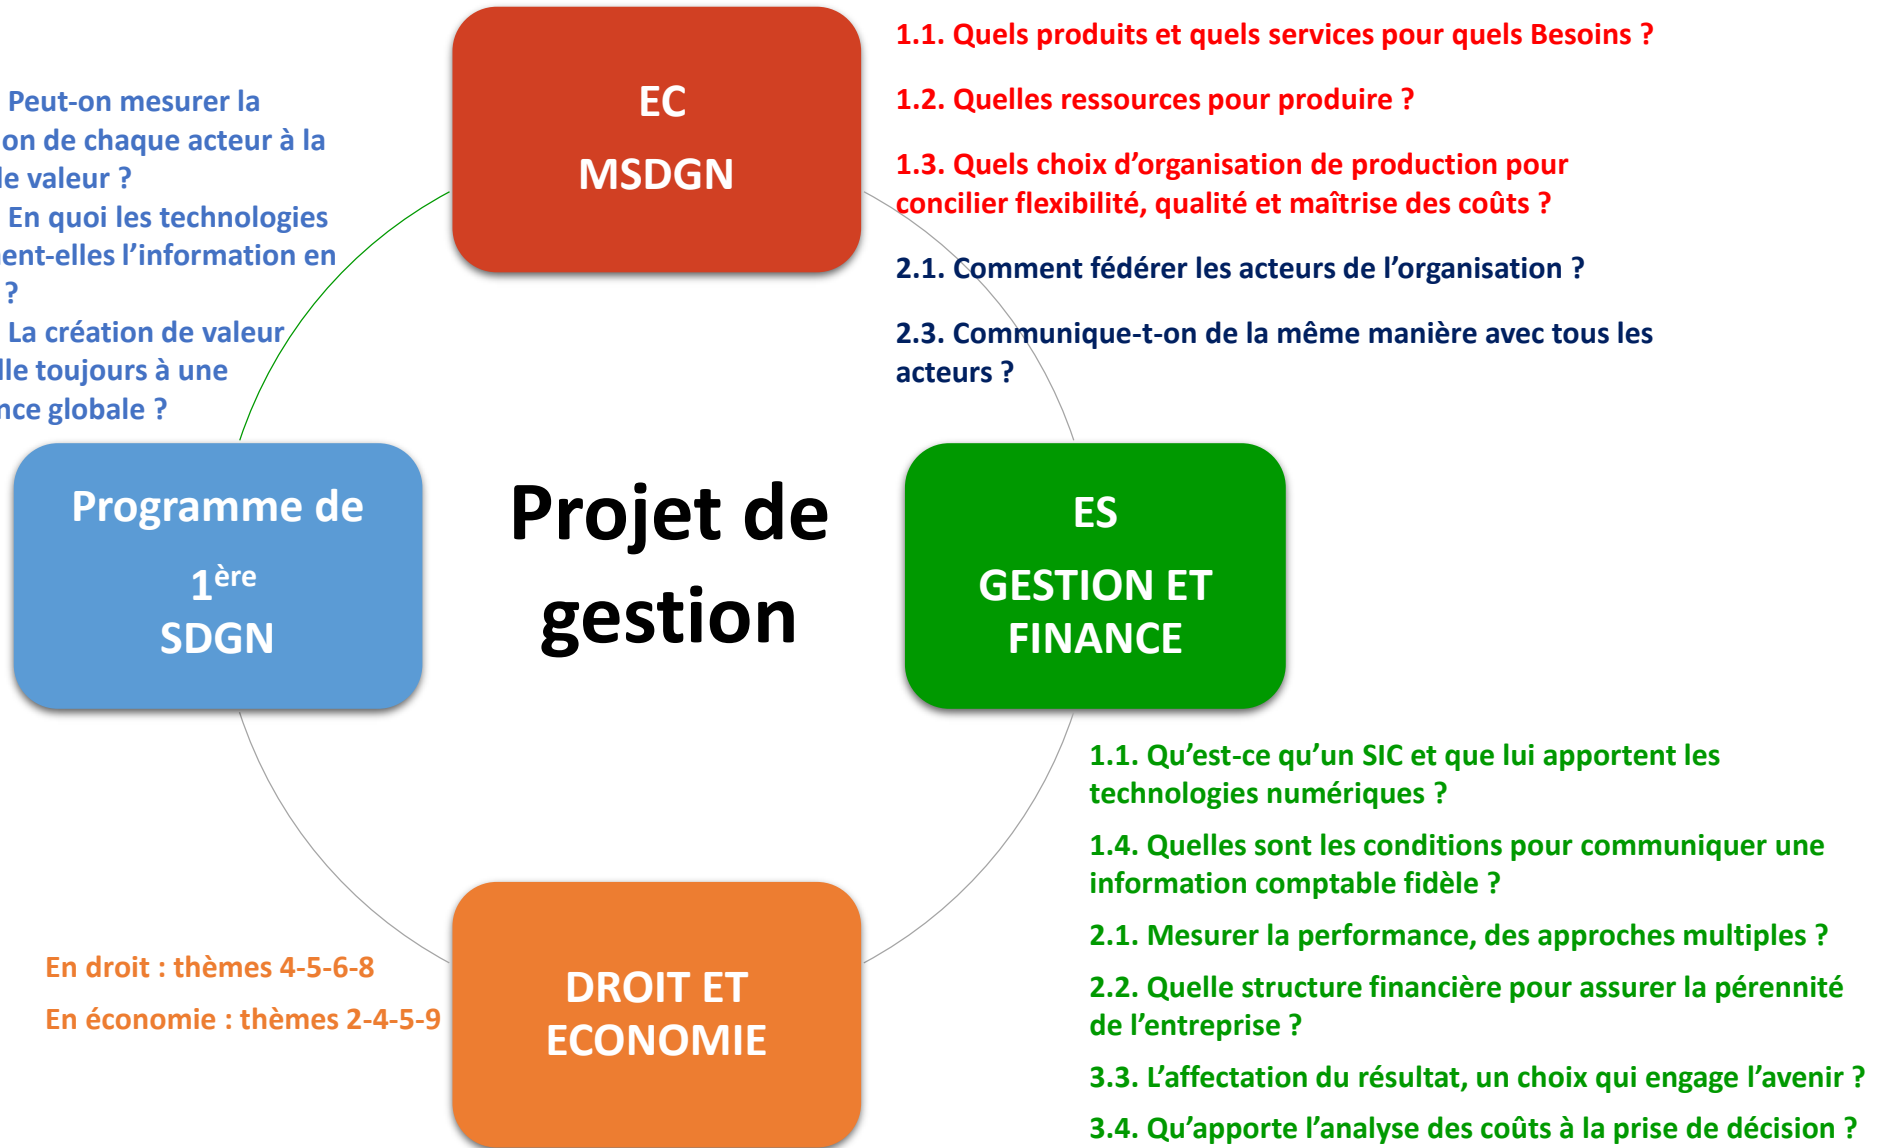 EC
MSDGN
1.1. Quels produits et quels services pour quels Besoins ?
1.2. Quelles ressources pour produire ?
1.3. Quels choix d’organisation de production pour
concilier flexibilité, qualité et maîtrise des coûts ?
2.1. Comment fédérer les acteurs de l’organisation ?
2.3. Communique-t-on de la même manière avec tous les
acteurs ?
Peut-on mesurer la
de chaque acteur à la
valeur ?
En quoi les technologies
l’information en
?
La création de valeur
toujours à une
globale ?
Programme de
1ère
SDGN
Projet de
gestion
ES
GESTION ET
FINANCE
1.1. Qu’est-ce qu’un SIC et que lui apportent les
technologies numériques ?
1.4. Quelles sont les conditions pour communiquer une
information comptable fidèle ?
2.1. Mesurer la performance, des approches multiples ?
2.2. Quelle structure financière pour assurer la pérennité
de l’entreprise ?
3.3. L’affectation du résultat, un choix qui engage l’avenir ?
3.4. Qu’apporte l’analyse des coûts à la prise de décision ?
En droit : thèmes 4-5-6-8
En économie : thèmes 2-4-5-9
DROIT ET
ECONOMIE